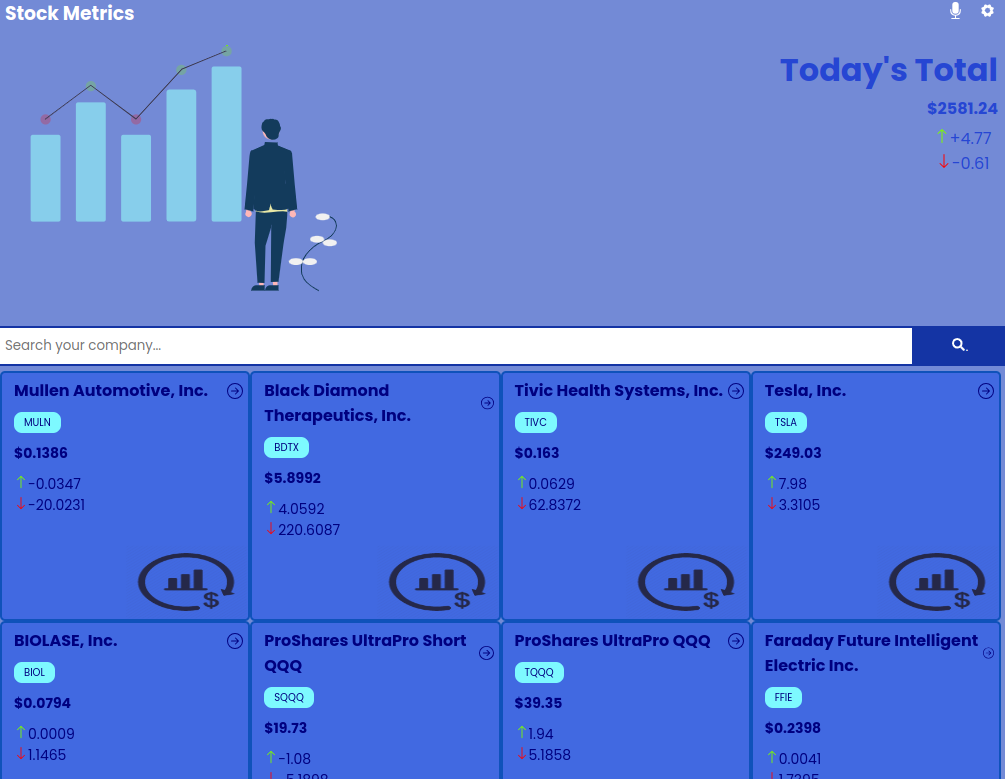 Stock Metrics
Today's Total
$2581.24
+4.77
-0.61
Search your company...
Mullen Automotive, Inc.
MULN
$0.1386
-0.0347
-20.0231
Black Diamond
Therapeutics, Inc.
BDTX
$5.8992
4.0592
220.6087
$
Tivic Health Systems, Inc.
TIVC
$0.163
0.0629
62.8372
$
Tesla, Inc.
TSLA
$249.03
7.98
3.3105
$
$
BIOLASE, Inc.
BIOL
$0.0794
0.0009
1.1465
ProShares UltraPro Short
QQQ
SQQQ
$19.73
-1.08
-5.1898
ProShares UltraPro QQQ
TQQQ
$39.35
1.94
5.1858
Faraday Future Intelligent
Electric Inc.
FFIE
$0.2398
0.0041
1.7395